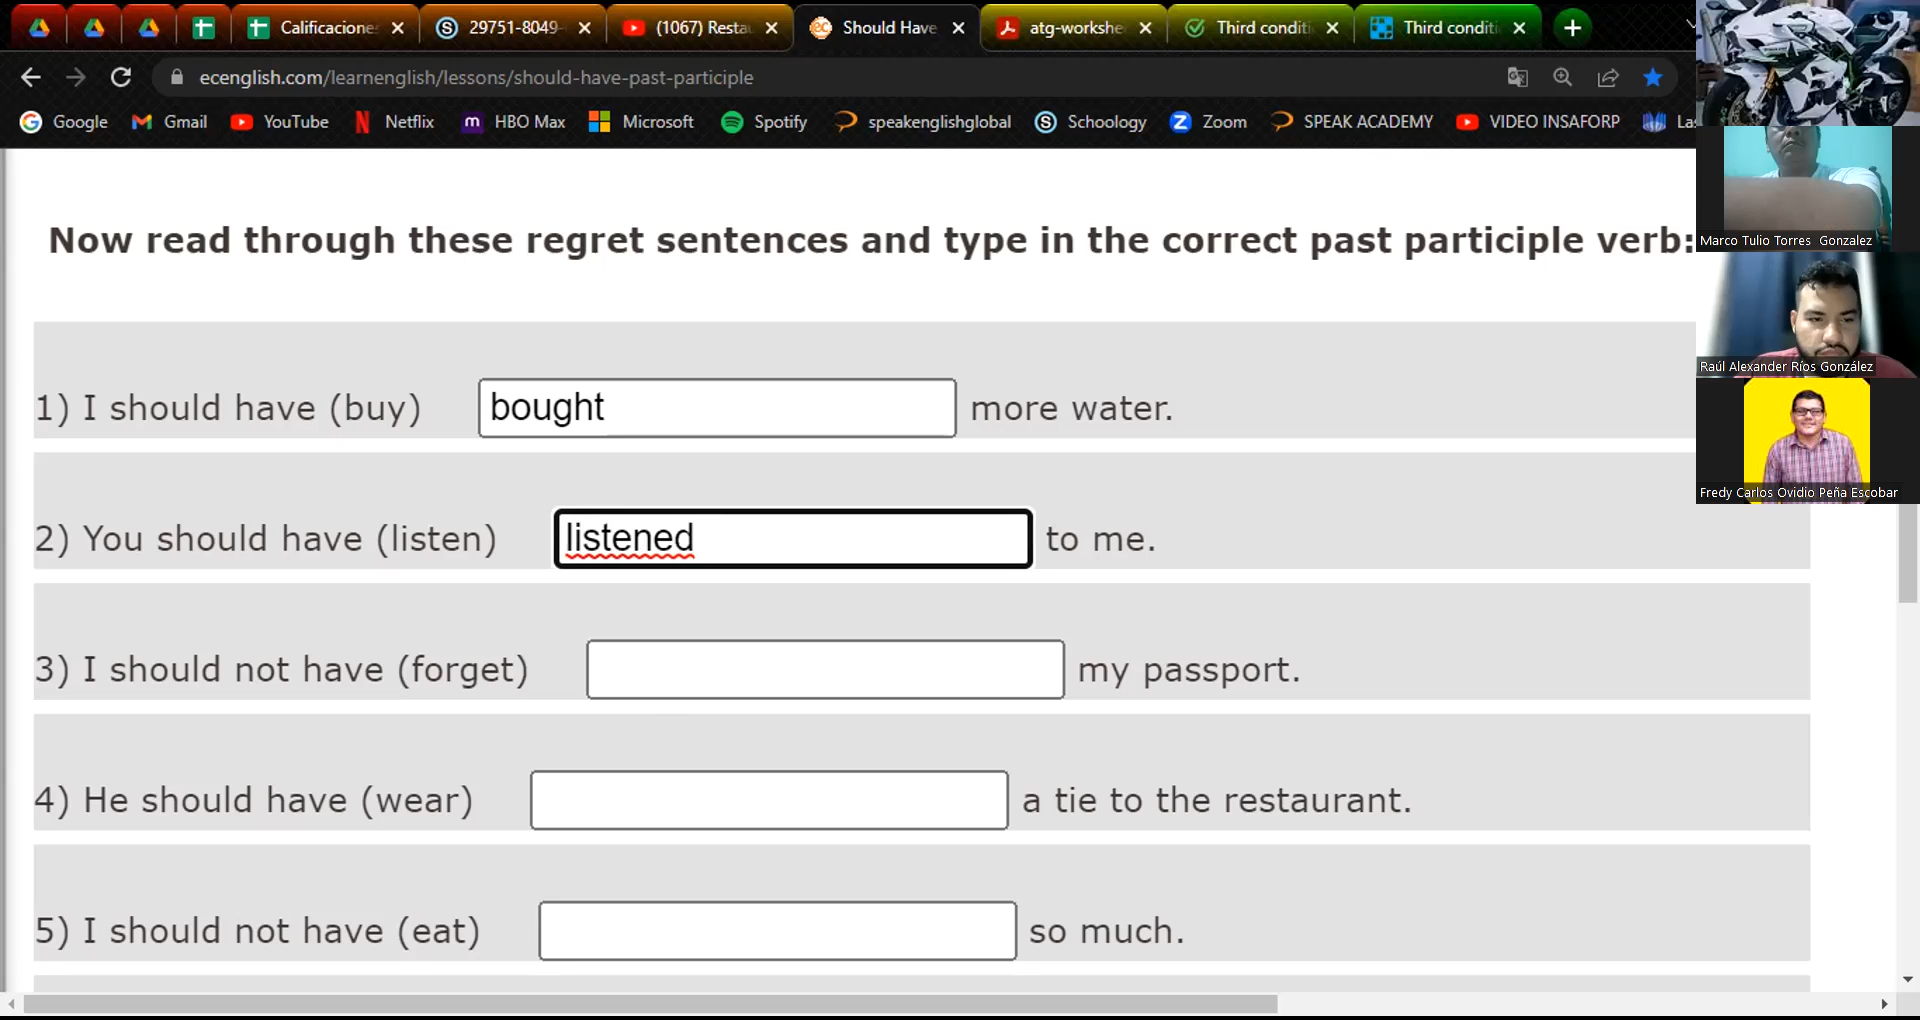 Calificacione
29751-8049-
(1067) Resta
Should Have
atg-workshe
Third conditi
Third conditi
ecenglish.com/learnenglish/lessons/should-have-past-participle
Google Gmail YouTube Netflix HBO Max Microsoft Spotify speakenglishglobal Schoology Zoom SPEAK ACADEMY VIDEO INSAFORP La
Now read through these regret sentences and type in the correct past participle verb:
1) I should have (buy) bought more water.
2) You should have (listen) listened to me.
3) I should not have (forget) my passport.
4) He should have (wear) a tie to the restaurant.
5) I should not have (eat) so much.
Marco Tulio Torres Gonzalez
Raúl Alexander Ríos González
Fredy Carlos Ovidio Peña Escobar